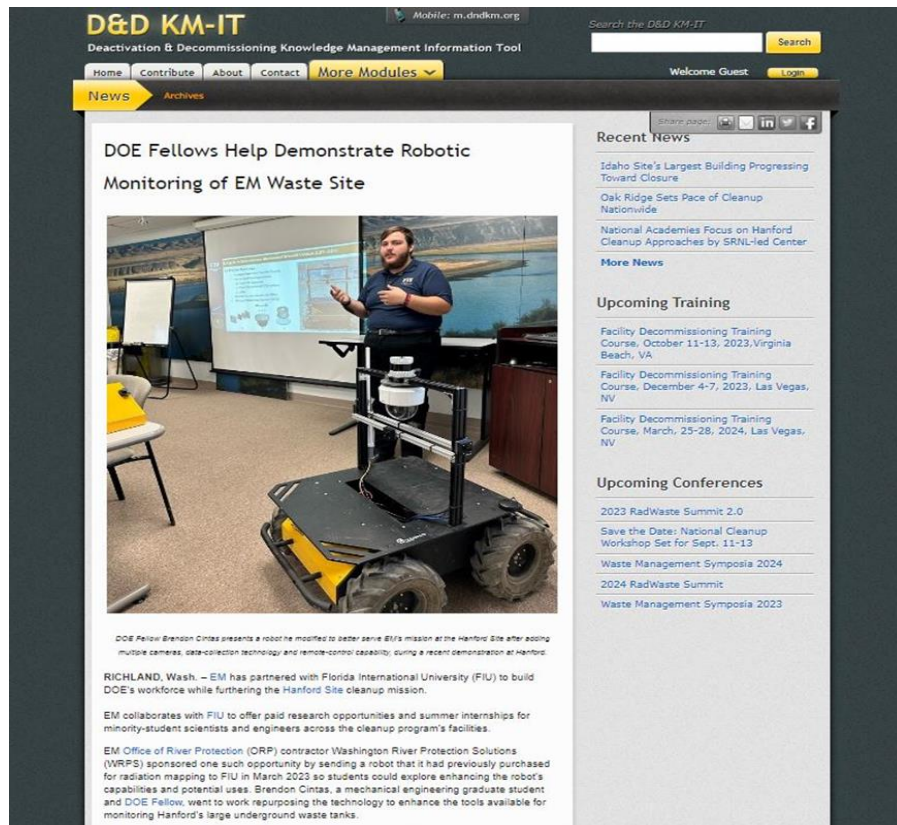 D&D KM-IT
Deactivation & Decommissioning Knowledge Management Information Tool
Mobile: m.dndkm.org
Search the D&D KM-IT
Search
Home
Contribute
About
Contact
More Modules
Welcome Guest
Login
News
Archives
Share page:
DOE Fellows Help Demonstrate Robotic
Monitoring of EM Waste Site
DOE Fellow Brendon Cintas presents a robot he modified to better serve EM's mission at the Hanford Site after adding
multiple cameras, data-collection technology and remote-control capability, during a recent demonstration at Hanford.
RICHLAND, Wash. – EM has partnered with Florida International University (FIU) to build
DOE's workforce while furthering the Hanford Site cleanup mission.
EM collaborates with FIU to offer paid research opportunities and summer internships for
minority-student scientists and engineers across the cleanup program's facilities.
EM Office of River Protection (ORP) contractor Washington River Protection Solutions
(WRPS) sponsored one such opportunity by sending a robot that it had previously purchased
for radiation mapping to FIU in March 2023 so students could explore enhancing the robot's
capabilities and potential uses. Brendon Cintas, a mechanical engineering graduate student
and DOE Fellow, went to work repurposing the technology to enhance the tools available for
monitoring Hanford's large underground waste tanks.
Recent News
Idaho Site's Largest Building Progressing
Toward Closure
Oak Ridge Sets Pace of Cleanup
Nationwide
National Academies Focus on Hanford
Cleanup Approaches by SRNL-led Center
More News
Upcoming Training
Facility Decommissioning Training
Course, October 11-13, 2023,Virginia
Beach, VA
Facility Decommissioning Training
Course, December 4-7, 2023, Las Vegas,
NV
Facility Decommissioning Training
Course, March, 25-28, 2024, Las Vegas,
NV
Upcoming Conferences
2023 RadWaste Summit 2.0
Save the Date: National Cleanup
Workshop Set for Sept. 11-13
Waste Management Symposia 2024
2024 RadWaste Summit
Waste Management Symposia 2023